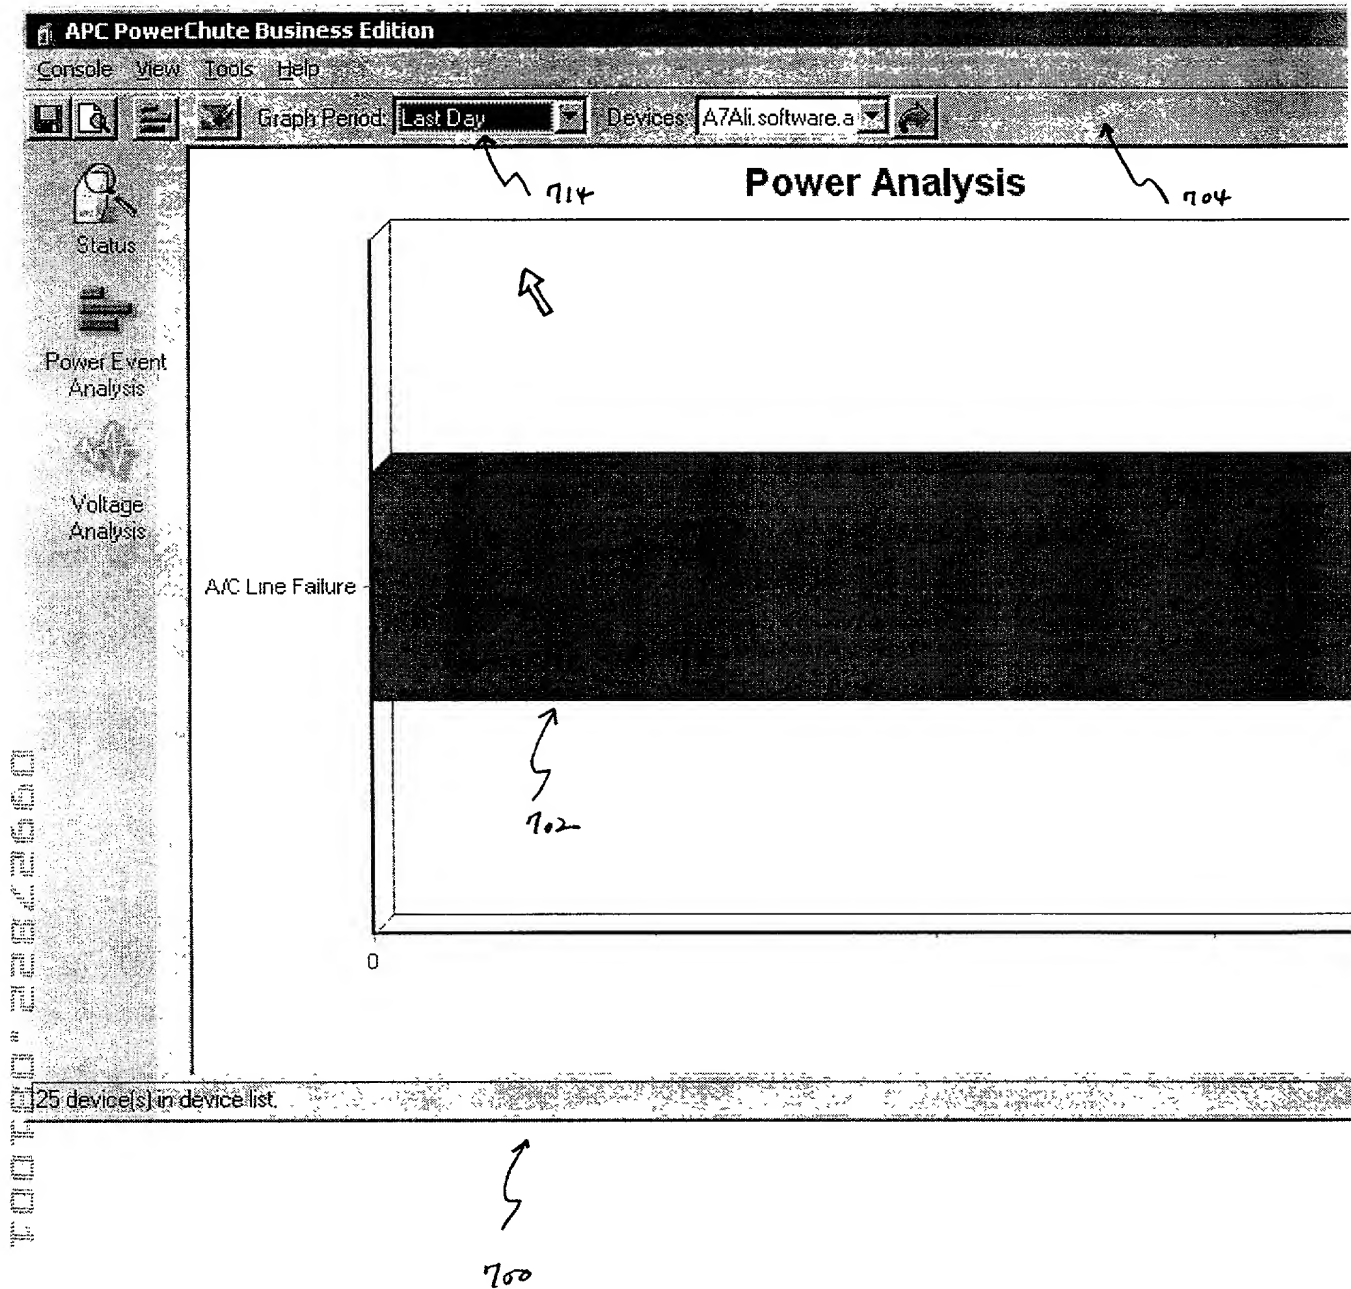 APC PowerChute Business Edition
Console View Tools Help
Graph Period: Last Day Devices: A7Ali.software.a
714
Power Analysis
704
Status
Power Event
Analysis
Voltage
Analysis
A/C Line Failure
702
0
25 device(s) in device list.
700